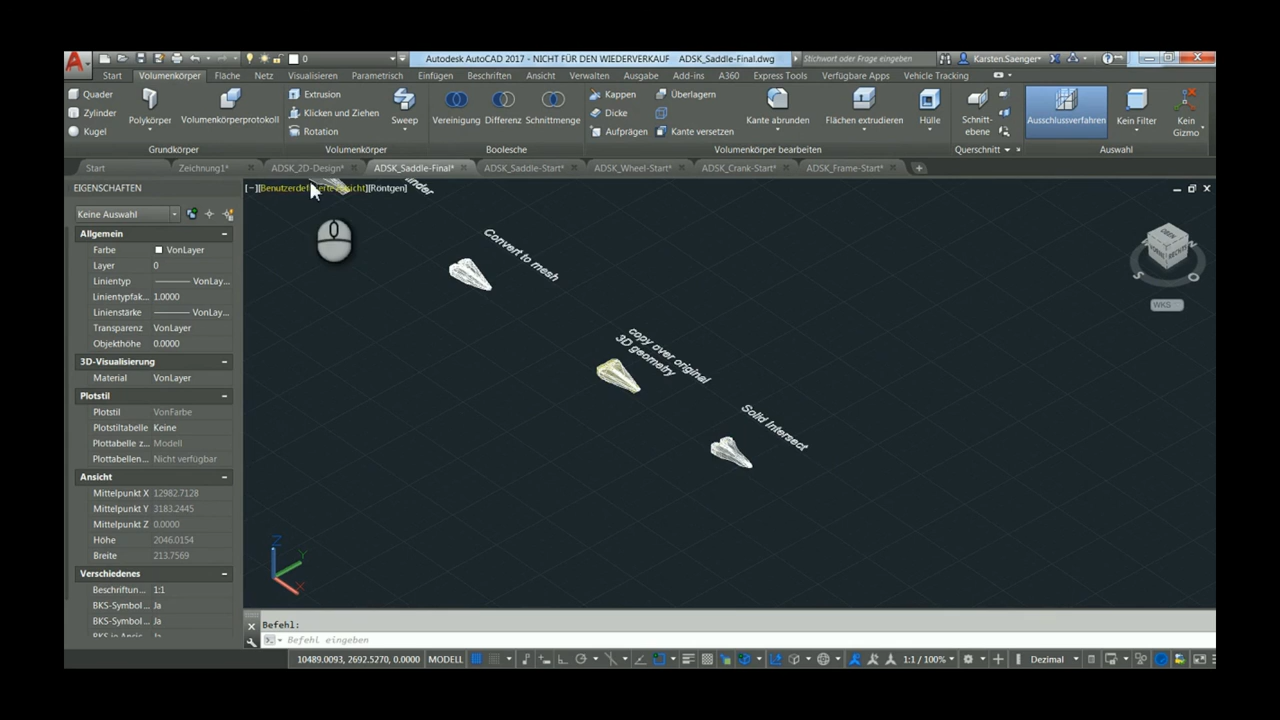 0
Autodesk AutoCAD 2017 - NICHT FÜR DEN WIEDERVERKAUF ADSK_Saddle-Final.dwg
Stichwort oder Frage eingeben
Karsten.Saenger
Start Volumenkörper Fläche Netz Visualisieren Parametrisch Einfügen Beschriften Ansicht Verwalten Ausgabe Add-ins A360 Express Tools Verfügbare Apps Vehicle Tracking
Quader
Zylinder
Kugel
Polykörper
Volumenkörperprotokoll
Extrusion
Klicken und Ziehen
Rotation
Sweep
Vereinigung
Differenz
Schnittmenge
Kappen
Dicke
Aufprägen
Überlagern
Kante versetzen
Kante abrunden
Flächen extrudieren
Hülle
Schnitt-
ebene
Ausschlussverfahren
Kein Filter
Kein
Gizmo
Grundkörper Volumenkörper Boolesche Volumenkörper bearbeiten Querschnitt Auswahl
Start Zeichnung1* ADSK_2D-Design* ADSK_Saddle-Final* ADSK_Saddle-Start* ADSK_Wheel-Start* ADSK_Crank-Start* ADSK_Frame-Start*
EIGENSCHAFTEN
Keine Auswahl
Allgemein
Farbe VonLayer
Layer 0
Linientyp VonLay...
Linientypfak... 1.0000
Linienstärke VonLay...
Transparenz VonLayer
Objekthöhe 0.0000
3D-Visualisierung
Material VonLayer
Plotstil
Plotstil VonFarbe
Plotstiltabelle Keine
Plottabelle z... Modell
Plottabellen... Nicht verfügbar
Ansicht
Mittelpunkt X 12982.7128
Mittelpunkt Y 3183.2445
Mittelpunkt Z 0.0000
Höhe 2046.0154
Breite 213.7569
Verschiedenes
Beschriftun... 1:1
BKS-Symbol ... Ja
BKS-Symbol ... Ja
BKS in Ansic... Ja
[−][Benutzerdefinierte Ansicht][Röntgen]
Convert to mesh
copy over original
3D geometry
Solid Intersect
OBEN
RECHTS
S
O
WKS
Z
Y
X
Befehl:
Befehl eingeben
10489.0093, 2692.5270, 0.0000 MODELL 1:1 / 100% Dezimal